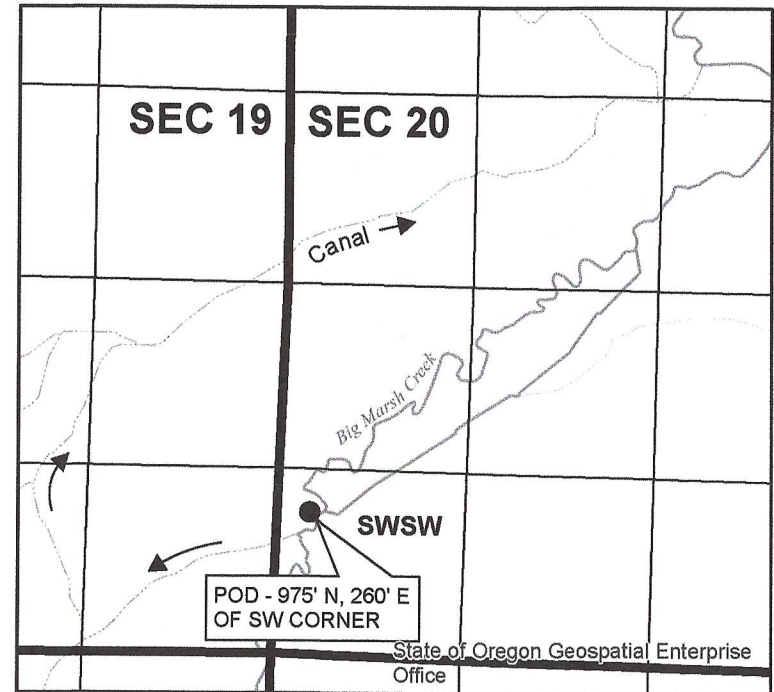 SEC 19 SEC 20
Canal
Big Marsh Creek
SWSW
POD - 975' N, 260' E
OF SW CORNER
State of Oregon Geospatial Enterprise
Office